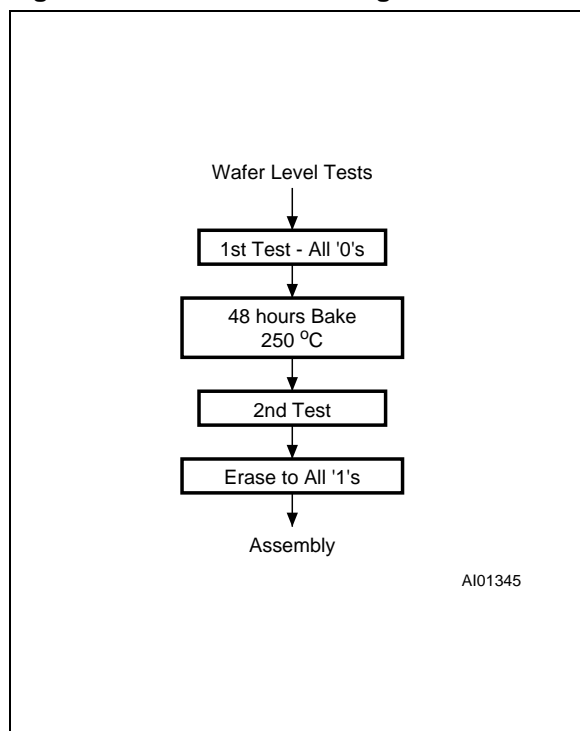 Wafer Level Tests
1st Test - All '0's
48 hours Bake
250 °C
2nd Test
Erase to All '1's
Assembly
AI01345